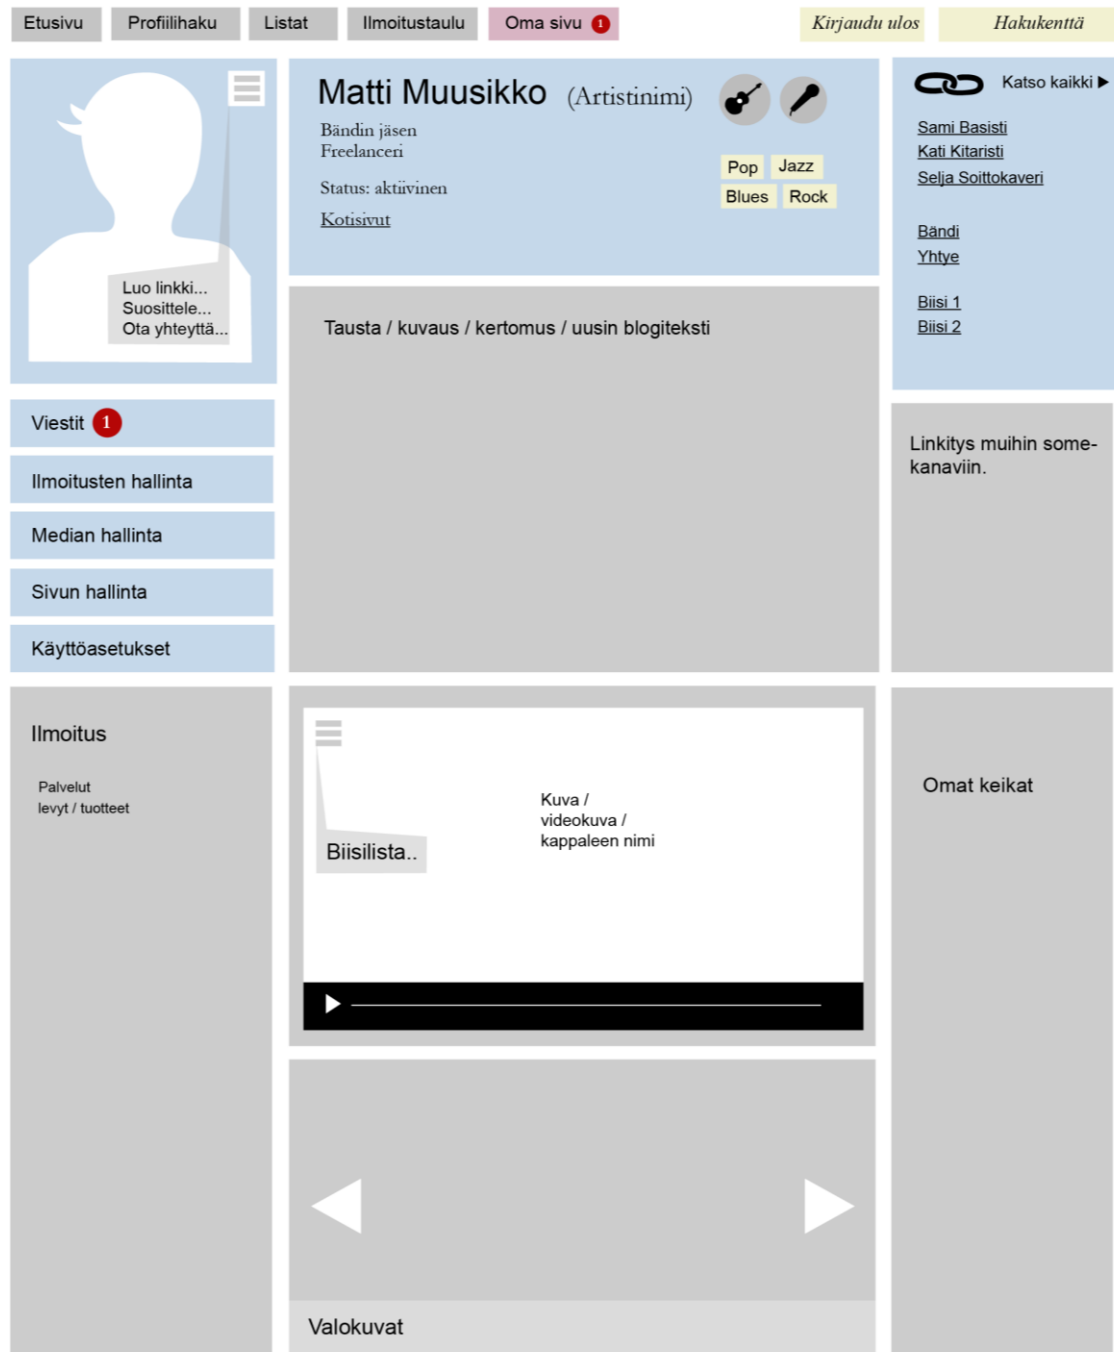 Etusivu
Profiilihaku
Listat
Ilmoitustaulu
Oma sivu 1
Kirjaudu ulos
Hakukenttä
Luo linkki...
Suosittele...
Ota yhteyttä...
Matti Muusikko (Artistinimi)
Bändin jäsen
Freelanceri
Status: aktiivinen
Kotisivut
Pop Jazz
Blues Rock
Katso kaikki
Sami Basisti
Kati Kitaristi
Selja Soittokaveri
Bändi
Yhtye
Biisi 1
Biisi 2
Viestit 1
Ilmoitusten hallinta
Median hallinta
Sivun hallinta
Käyttöasetukset
Tausta / kuvaus / kertomus / uusin blogiteksti
Linkitys muihin some-
kanaviin.
Ilmoitus
Palvelut
levyt / tuotteet
Biisilista..
Kuva /
videokuva /
kappaleen nimi
Omat keikat
Valokuvat